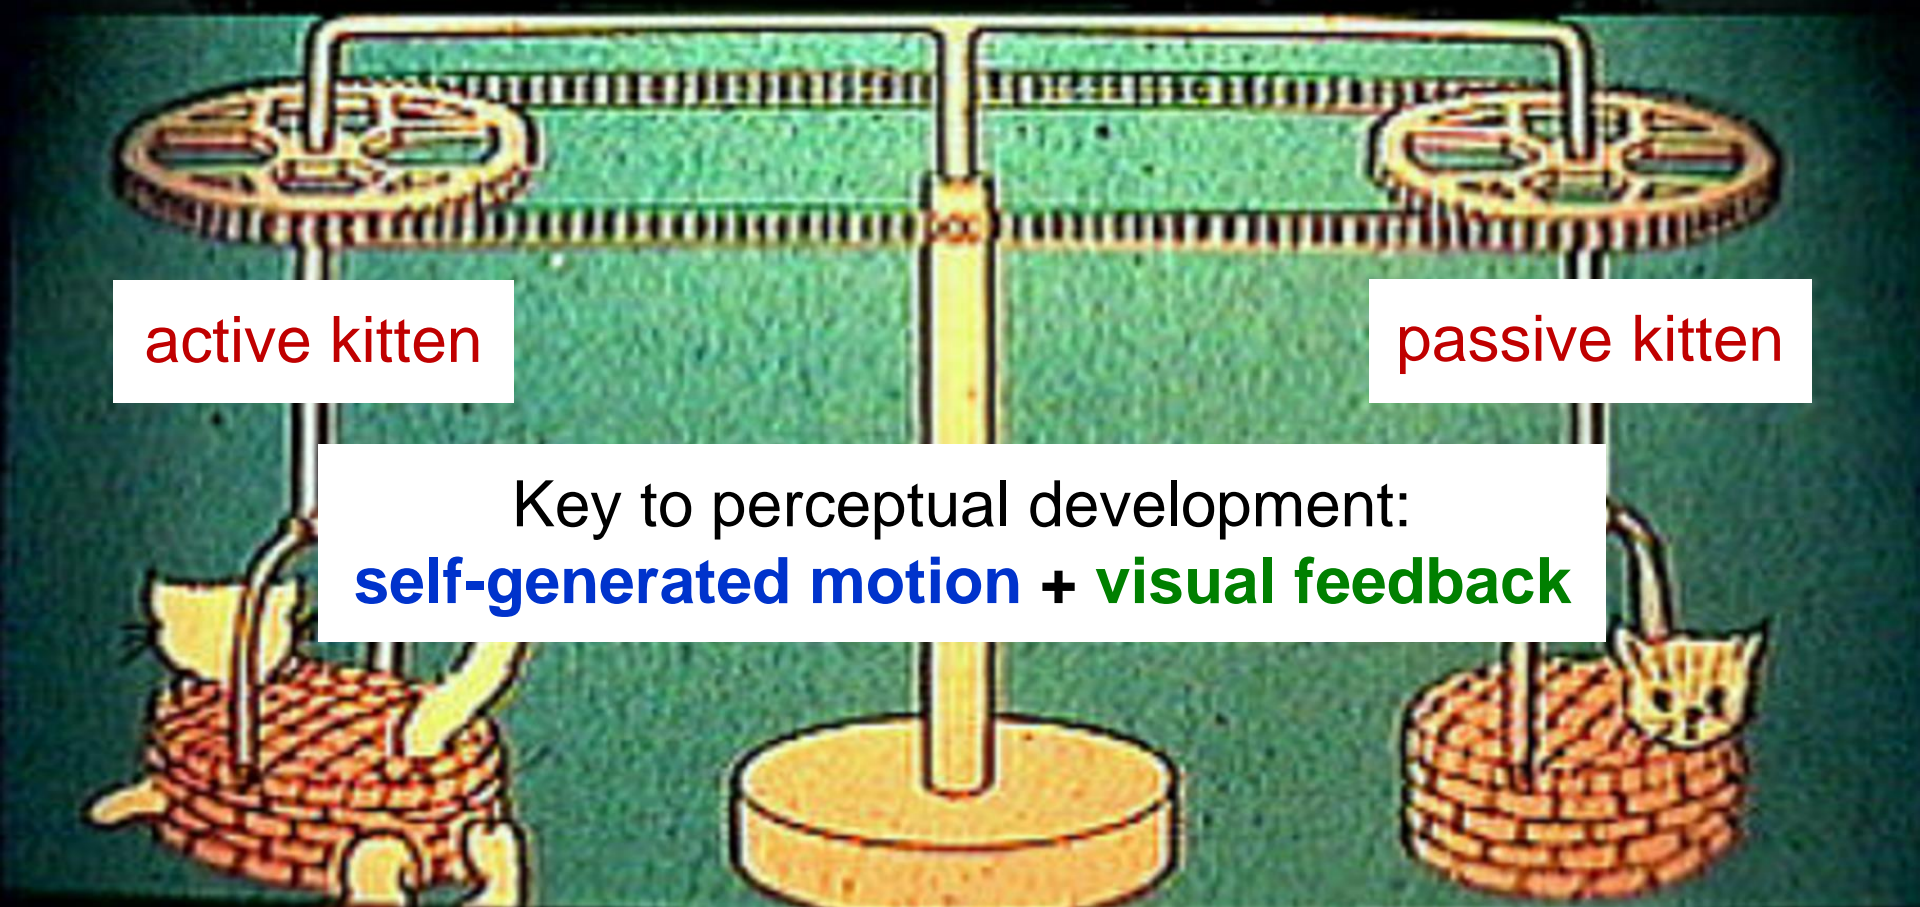 active kitten
passive kitten
Key to perceptual development:
self-generated motion + visual feedback